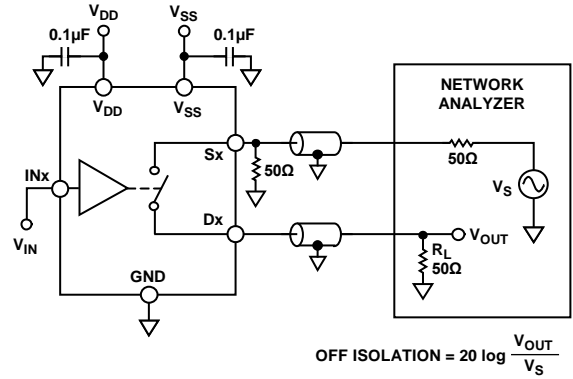 VDD
VSS
0.1µF
0.1µF
VDD
VSS
NETWORK
ANALYZER
Sx
50Ω
50Ω
INx
VS
Dx
VOUT
VIN
RL
50Ω
GND
OFF ISOLATION = 20 log VOUT
VS